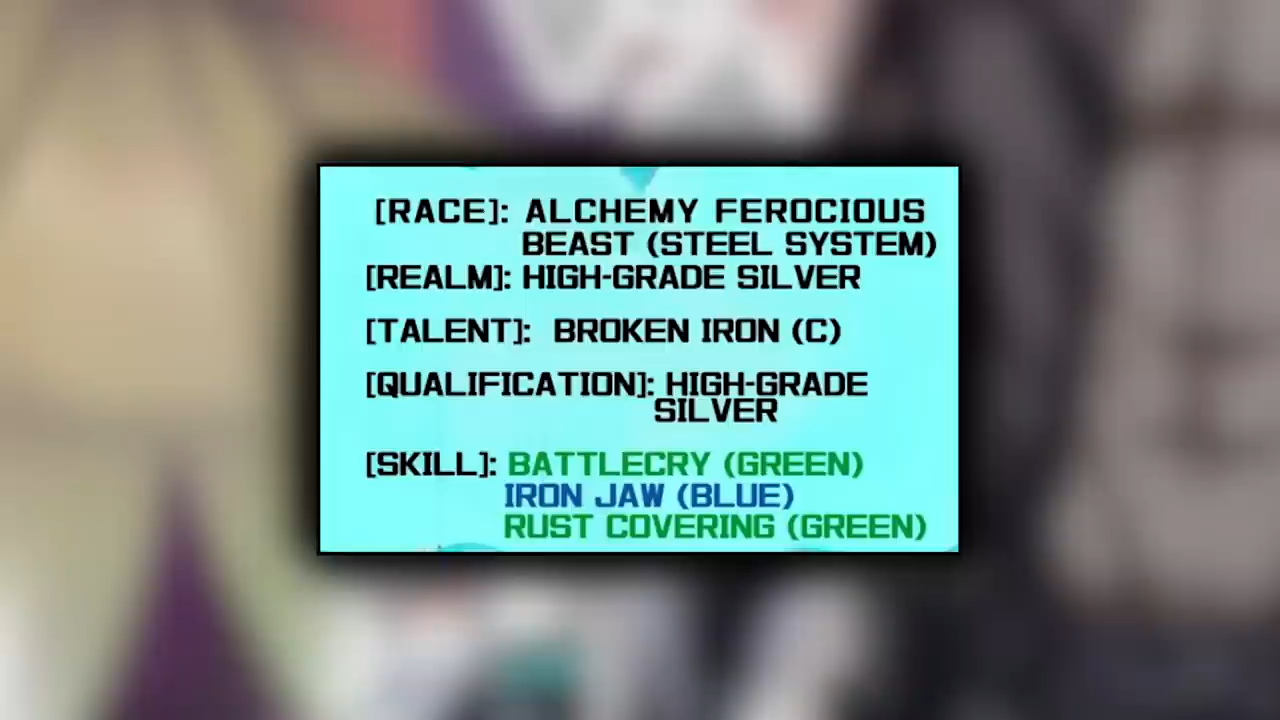 [RACE]: ALCHEMY FEROCIOUS
BEAST (STEEL SYSTEM)
[REALM]: HIGH-GRADE SILVER
[TALENT]: BROKEN IRON (C)
[QUALIFICATION]: HIGH-GRADE
SILVER
[SKILL]: BATTLECRY (GREEN)
IRON JAW (BLUE)
RUST COVERING (GREEN)